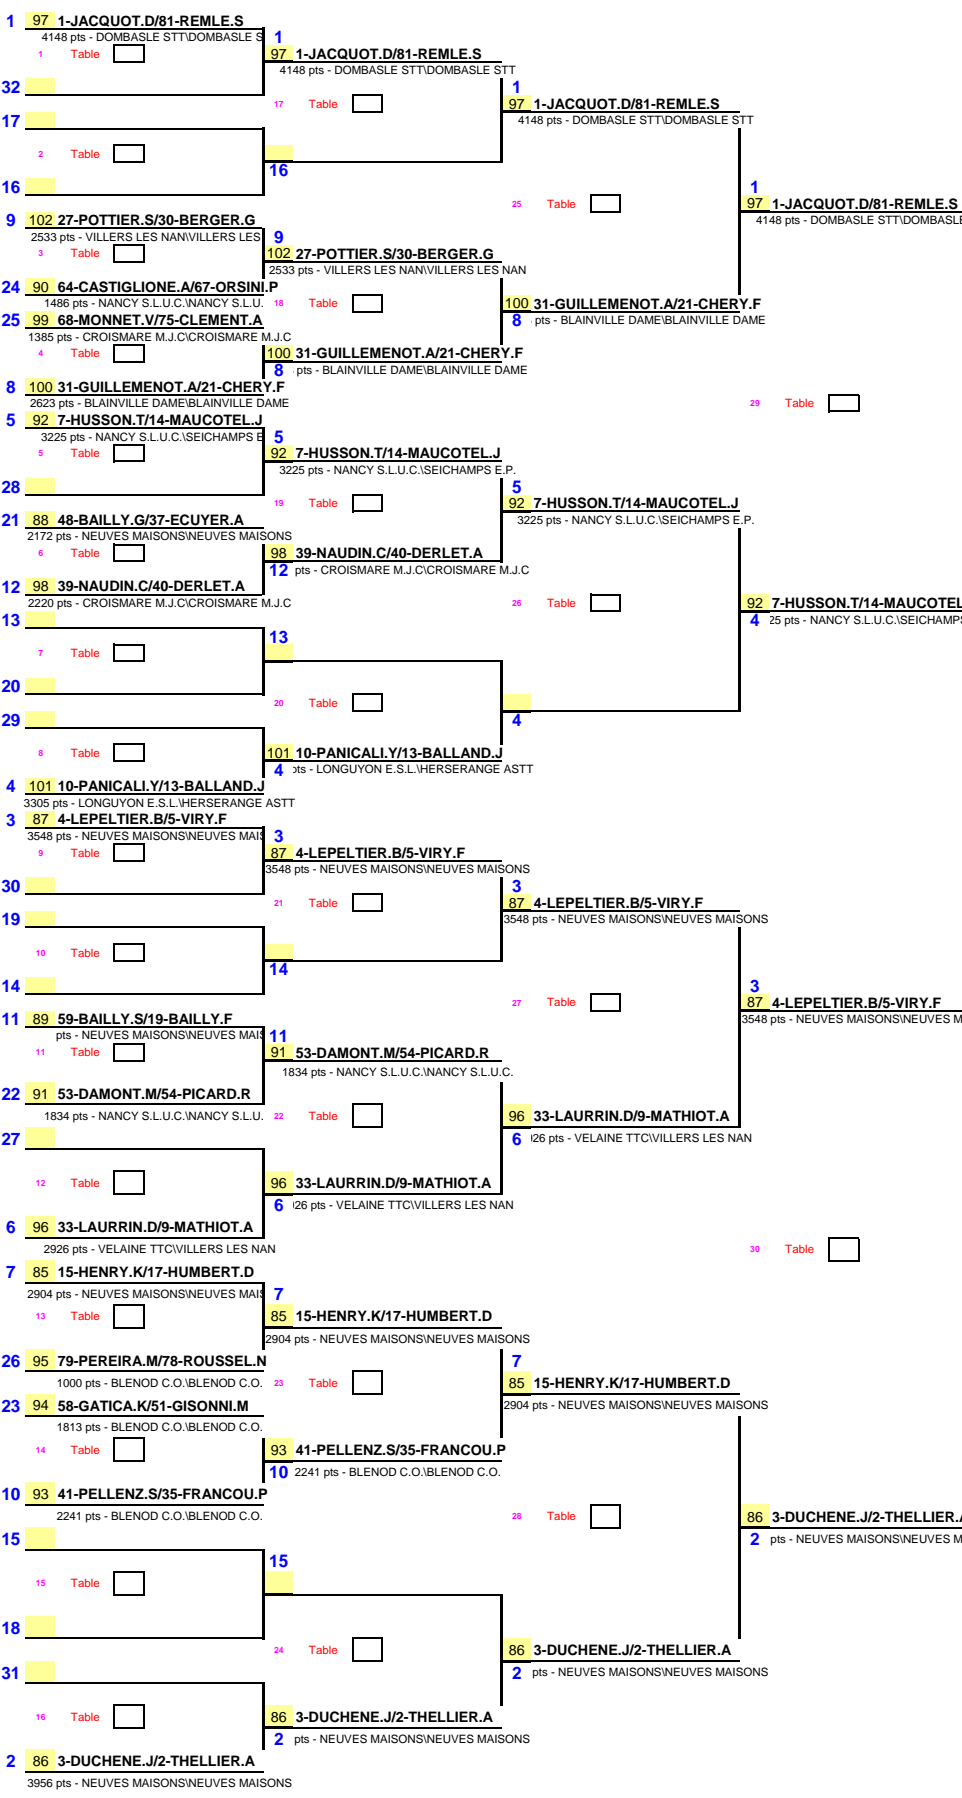 1 97 1-JACQUOT.D/81-REMLE.S
4148 pts - DOMBASLE STT\DOMBASLE S
1 Table
32
17
2 Table
16
9 102 27-POTTIER.S/30-BERGER.G
2533 pts - VILLERS LES NAN\VILLERS LES
3 Table
24 90 64-CASTIGLIONE.A/67-ORSINI.P
1486 pts - NANCY S.L.U.C.\NANCY S.L.U.
25 99 68-MONNET.V/75-CLEMENT.A
1385 pts - CROISMARE M.J.C\CROISMARE M.J.C
4 Table
8 100 31-GUILLEMENOT.A/21-CHERY.F
2623 pts - BLAINVILLE DAME\BLAINVILLE DAME
5 92 7-HUSSON.T/14-MAUCOTEL.J
3225 pts - NANCY S.L.U.C.\SEICHAMPS E
5 Table
28
21 88 48-BAILLY.G/37-ECUYER.A
2172 pts - NEUVES MAISONS\NEUVES MAISONS
6 Table
12 98 39-NAUDIN.C/40-DERLET.A
2220 pts - CROISMARE M.J.C\CROISMARE M.J.C
13
7 Table
20
29
8 Table
4 101 10-PANICALI.Y/13-BALLAND.J
3305 pts - LONGUYON E.S.L.\HERSERANGE ASTT
3 87 4-LEPELTIER.B/5-VIRY.F
3548 pts - NEUVES MAISONS\NEUVES MAIS
9 Table
30
19
10 Table
14
11 89 59-BAILLY.S/19-BAILLY.F
pts - NEUVES MAISONS\NEUVES MAIS
11 Table
22 91 53-DAMONT.M/54-PICARD.R
1834 pts - NANCY S.L.U.C.\NANCY S.L.U.
27
12 Table
6 96 33-LAURRIN.D/9-MATHIOT.A
2926 pts - VELAINE TTC\VILLERS LES NAN
7 85 15-HENRY.K/17-HUMBERT.D
2904 pts - NEUVES MAISONS\NEUVES MAIS
13 Table
26 95 79-PEREIRA.M/78-ROUSSEL.N
1000 pts - BLENOD C.O.\BLENOD C.O.
23 94 58-GATICA.K/51-GISONNI.M
1813 pts - BLENOD C.O.\BLENOD C.O.
14 Table
10 93 41-PELLENZ.S/35-FRANCOU.P
2241 pts - BLENOD C.O.\BLENOD C.O.
15
15 Table
18
31
16 Table
2 86 3-DUCHENE.J/2-THELLIER.A
3956 pts - NEUVES MAISONS\NEUVES MAISONS
1
97 1-JACQUOT.D/81-REMLE.S
4148 pts - DOMBASLE STT\DOMBASLE STT
17 Table
16
9
102 27-POTTIER.S/30-BERGER.G
2533 pts - VILLERS LES NAN\VILLERS LES NAN
18 Table
100 31-GUILLEMENOT.A/21-CHERY.F
8 pts - BLAINVILLE DAME\BLAINVILLE DAME
5
92 7-HUSSON.T/14-MAUCOTEL.J
3225 pts - NANCY S.L.U.C.\SEICHAMPS E.P.
19 Table
98 39-NAUDIN.C/40-DERLET.A
12 pts - CROISMARE M.J.C\CROISMARE M.J.C
13
20 Table
101 10-PANICALI.Y/13-BALLAND.J
4 pts - LONGUYON E.S.L.\HERSERANGE ASTT
3
87 4-LEPELTIER.B/5-VIRY.F
3548 pts - NEUVES MAISONS\NEUVES MAISONS
21 Table
14
11
91 53-DAMONT.M/54-PICARD.R
1834 pts - NANCY S.L.U.C.\NANCY S.L.U.C.
22 Table
96 33-LAURRIN.D/9-MATHIOT.A
6 26 pts - VELAINE TTC\VILLERS LES NAN
7
85 15-HENRY.K/17-HUMBERT.D
2904 pts - NEUVES MAISONS\NEUVES MAISONS
23 Table
93 41-PELLENZ.S/35-FRANCOU.P
10 2241 pts - BLENOD C.O.\BLENOD C.O.
15
24 Table
86 3-DUCHENE.J/2-THELLIER.A
2 pts - NEUVES MAISONS\NEUVES MAISONS
1
97 1-JACQUOT.D/81-REMLE.S
4148 pts - DOMBASLE STT\DOMBASLE STT
25 Table
100 31-GUILLEMENOT.A/21-CHERY.F
8 pts - BLAINVILLE DAME\BLAINVILLE DAME
5
92 7-HUSSON.T/14-MAUCOTEL.J
3225 pts - NANCY S.L.U.C.\SEICHAMPS E.P.
26 Table
4
3
87 4-LEPELTIER.B/5-VIRY.F
3548 pts - NEUVES MAISONS\NEUVES MAISONS
27 Table
96 33-LAURRIN.D/9-MATHIOT.A
6 26 pts - VELAINE TTC\VILLERS LES NAN
7
85 15-HENRY.K/17-HUMBERT.D
2904 pts - NEUVES MAISONS\NEUVES MAISONS
28 Table
86 3-DUCHENE.J/2-THELLIER.A
2 pts - NEUVES MAISONS\NEUVES MAISONS
1
97 1-JACQUOT.D/81-REMLE.S
4148 pts - DOMBASLE STT\DOMBASLE
29 Table
92 7-HUSSON.T/14-MAUCOTEL
4 25 pts - NANCY S.L.U.C.\SEICHAMPS
3
87 4-LEPELTIER.B/5-VIRY.F
3548 pts - NEUVES MAISONS\NEUVES M
30 Table
86 3-DUCHENE.J/2-THELLIER.A
2 pts - NEUVES MAISONS\NEUVES M